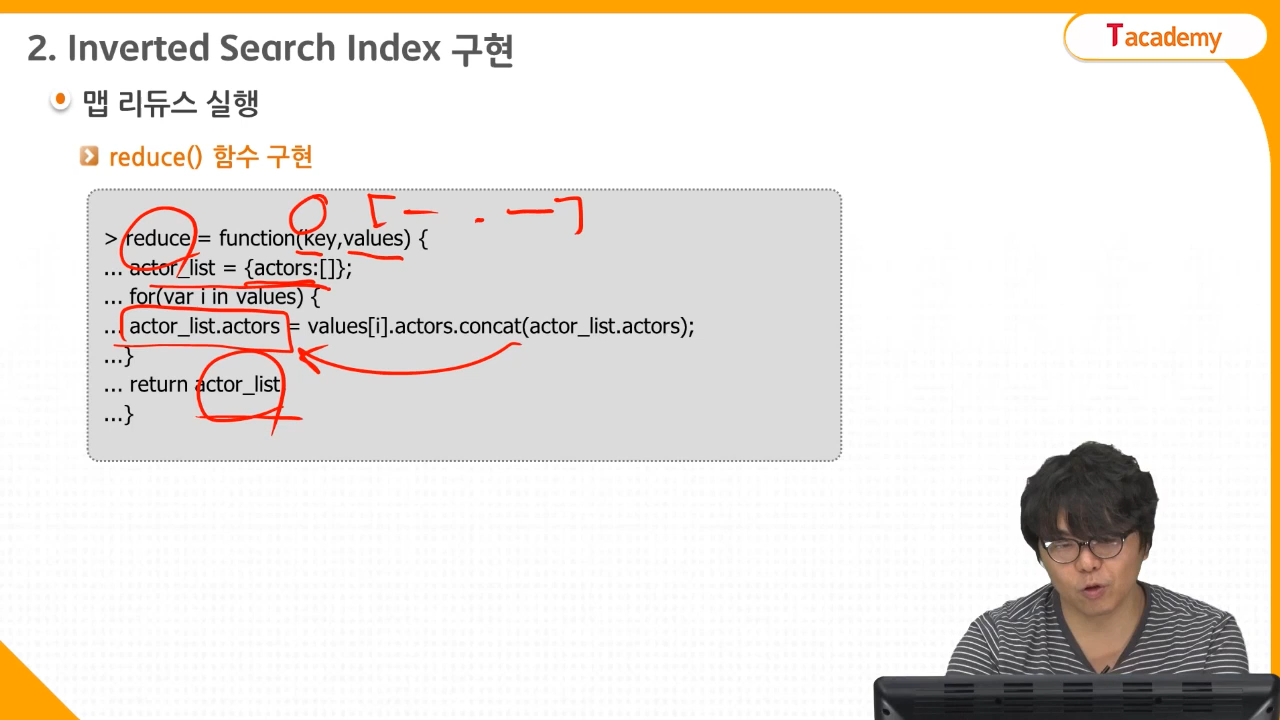 2. Inverted Search Index 구현
Tacademy
맵 리듀스 실행
reduce() 함수 구현
> reduce = function(key,values) {
... actor_list = {actors:[]};
... for(var i in values) {
... actor_list.actors = values[i].actors.concat(actor_list.actors);
...}
... return actor_list
...}